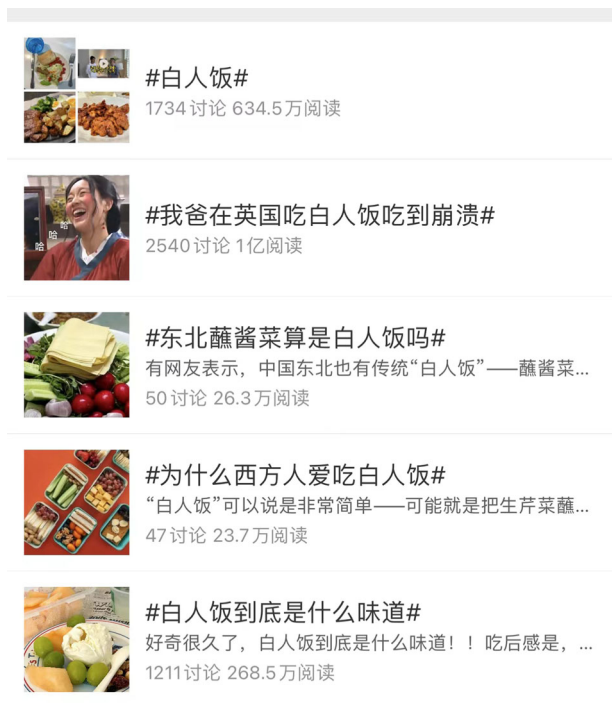 #白人饭#
1734讨论 634.5万阅读
#我爸在英国吃白人饭吃到崩溃#
2540讨论 1亿阅读
哈
哈
哈
#东北蘸酱菜算是白人饭吗#
有网友表示，中国东北也有传统“白人饭”——蘸酱菜...
50讨论 26.3万阅读
#为什么西方人爱吃白人饭#
“白人饭”可以说是非常简单——可能就是把生芹菜蘸...
47讨论 23.7万阅读
#白人饭到底是什么味道#
好奇很久了，白人饭到底是什么味道！！吃后感是，...
1211讨论 268.5万阅读